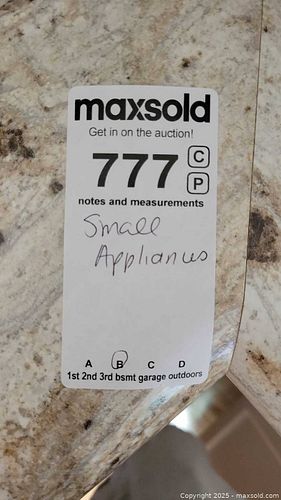 maxsold
Get in on the auction!
777 C
P
notes and measurements
Small
Appliances
A B C D
1st 2nd 3rd bsmt garage outdoors
Copyright 2025 - maxsold.com